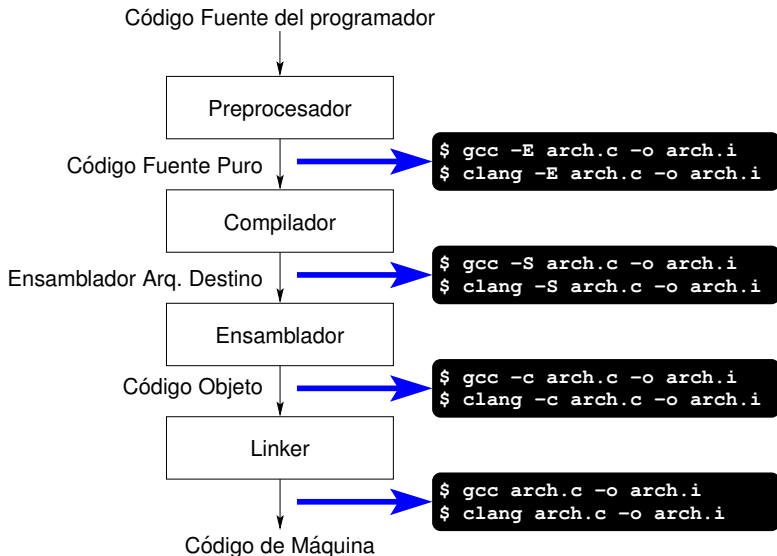 Código Fuente del programador
Preprocesador
Código Fuente Puro
$ gcc -E arch.c -o arch.i
$ clang -E arch.c -o arch.i
Compilador
Ensamblador Arq. Destino
$ gcc -S arch.c -o arch.i
$ clang -S arch.c -o arch.i
Ensamblador
Código Objeto
$ gcc -c arch.c -o arch.i
$ clang -c arch.c -o arch.i
Linker
$ gcc arch.c -o arch.i
$ clang arch.c -o arch.i
Código de Máquina